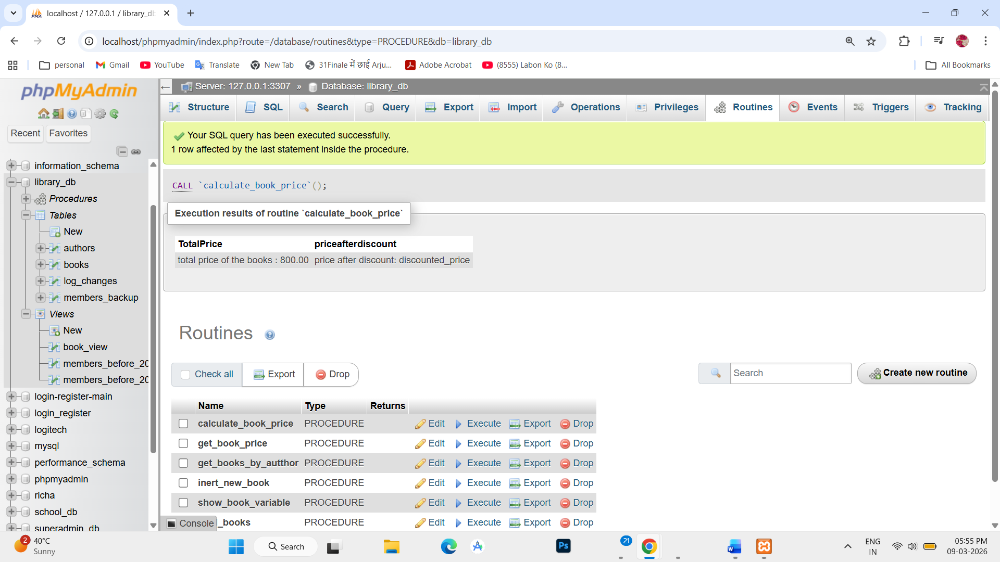 localhost / 127.0.0.1 / library_db
localhost/phpmyadmin/index.php?route=/database/routines&type=PROCEDURE&db=library_db
personal
Gmail
YouTube
Translate
New Tab
31Finale में छाई Arju...
Adobe Acrobat
(8555) Labon Ko (8...
All Bookmarks
phpMyAdmin
Recent
Favorites
information_schema
library_db
Procedures
Tables
New
authors
books
log_changes
members_backup
Views
New
book_view
members_before_20
members_before_20
login-register-main
login_register
logitech
mysql
performance_schema
phpmyadmin
richa
school_db
superadmin_db
Server: 127.0.0.1:3307 » Database: library_db
Structure
SQL
Search
Query
Export
Import
Operations
Privileges
Routines
Events
Triggers
Tracking
Your SQL query has been executed successfully.
1 row affected by the last statement inside the procedure.
CALL `calculate_book_price`();
Execution results of routine `calculate_book_price`
TotalPrice priceafterdiscount
total price of the books : 800.00 price after discount: discounted_price
Routines
Check all
Export
Drop
Search
Create new routine
Name Type Returns
calculate_book_price PROCEDURE Edit Execute Export Drop
get_book_price PROCEDURE Edit Execute Export Drop
get_books_by_autthor PROCEDURE Edit Execute Export Drop
inert_new_book PROCEDURE Edit Execute Export Drop
show_book_variable PROCEDURE Edit Execute Export Drop
Console
l_books PROCEDURE Edit Execute Export Drop
2
40°C
Sunny
Search
Ps
21
ENG
IN
05:55 PM
09-03-2026